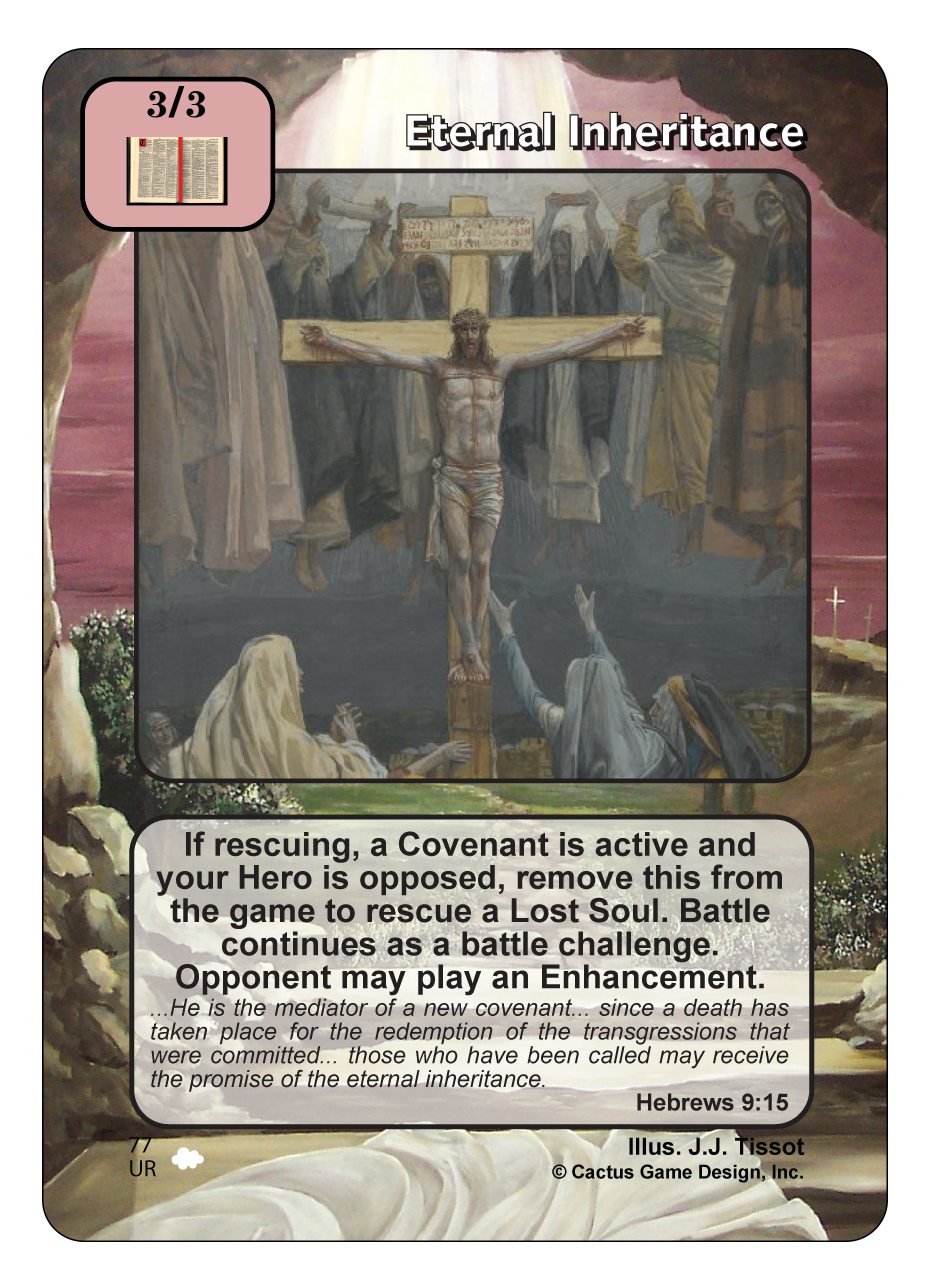 3/3
Eternal Inheritance
If rescuing, a Covenant is active and
your Hero is opposed, remove this from
the game to rescue a Lost Soul. Battle
continues as a battle challenge.
Opponent may play an Enhancement.
...He is the mediator of a new covenant... since a death has
taken place for the redemption of the transgressions that
were committed... those who have been called may receive
the promise of the eternal inheritance.
Hebrews 9:15
77
UR
Illus. J.J. Tissot
© Cactus Game Design, Inc.